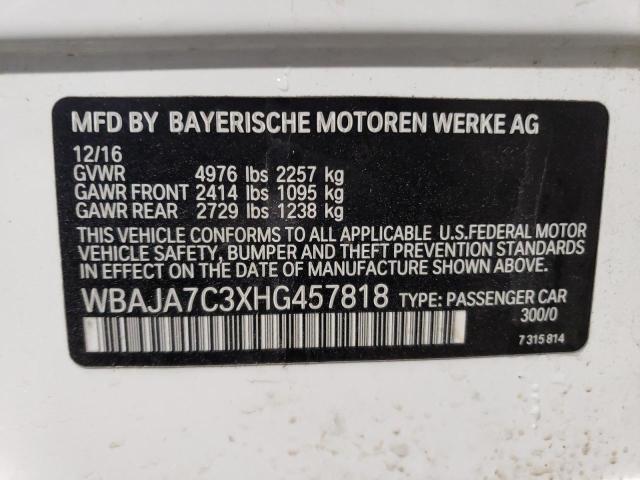 MFD BY BAYERISCHE MOTOREN WERKE AG
12/16
GVWR 4976 lbs 2257 kg
GAWR FRONT 2414 lbs 1095 kg
GAWR REAR 2729 lbs 1238 kg
THIS VEHICLE CONFORMS TO ALL APPLICABLE U.S.FEDERAL MOTOR
VEHICLE SAFETY, BUMPER AND THEFT PREVENTION STANDARDS
IN EFFECT ON THE DATE OF MANUFACTURE SHOWN ABOVE.
WBAJA7C3XHG457818 TYPE: PASSENGER CAR
300/0
7 315 814